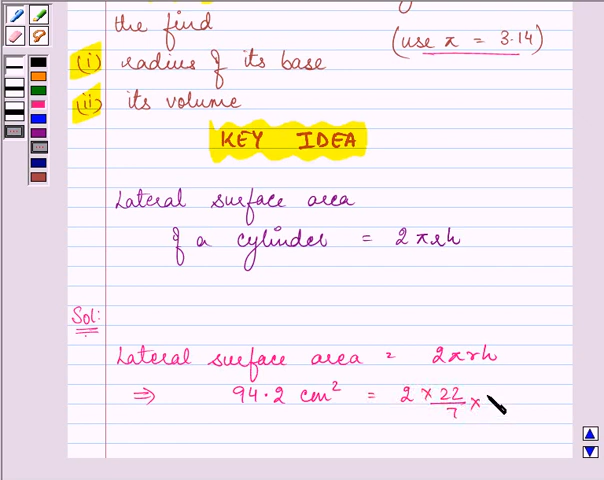 the find
(use π = 3.14)
(i) radius of its base
(ii) its volume
KEY IDEA
Lateral surface area
of a cylinder = 2πrh
Sol:
Lateral surface area = 2πrh
⇒ 94.2 cm² = 2 × 22/7 ×